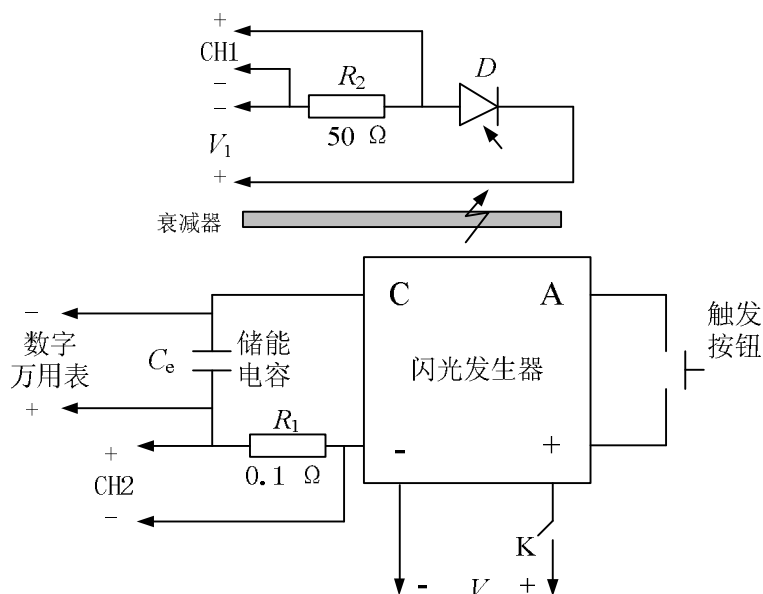 +
CH1
−
−
R2
50 Ω
D
V1
+
衰减器
C
A
闪光发生器
-
+
触发
按钮
−
数字
万用表
+
Ce
储能
电容
R1
0.1 Ω
+
CH2
−
K
- V +